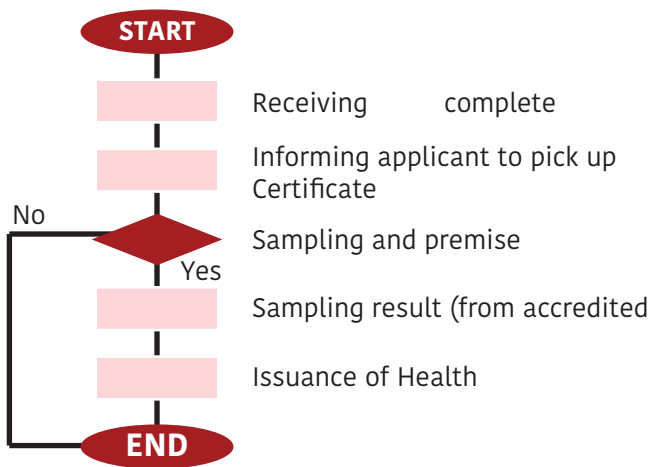 START
Receiving complete
Informing applicant to pick up
Certificate
No
Sampling and premise
Yes
Sampling result (from accredited
Issuance of Health
END